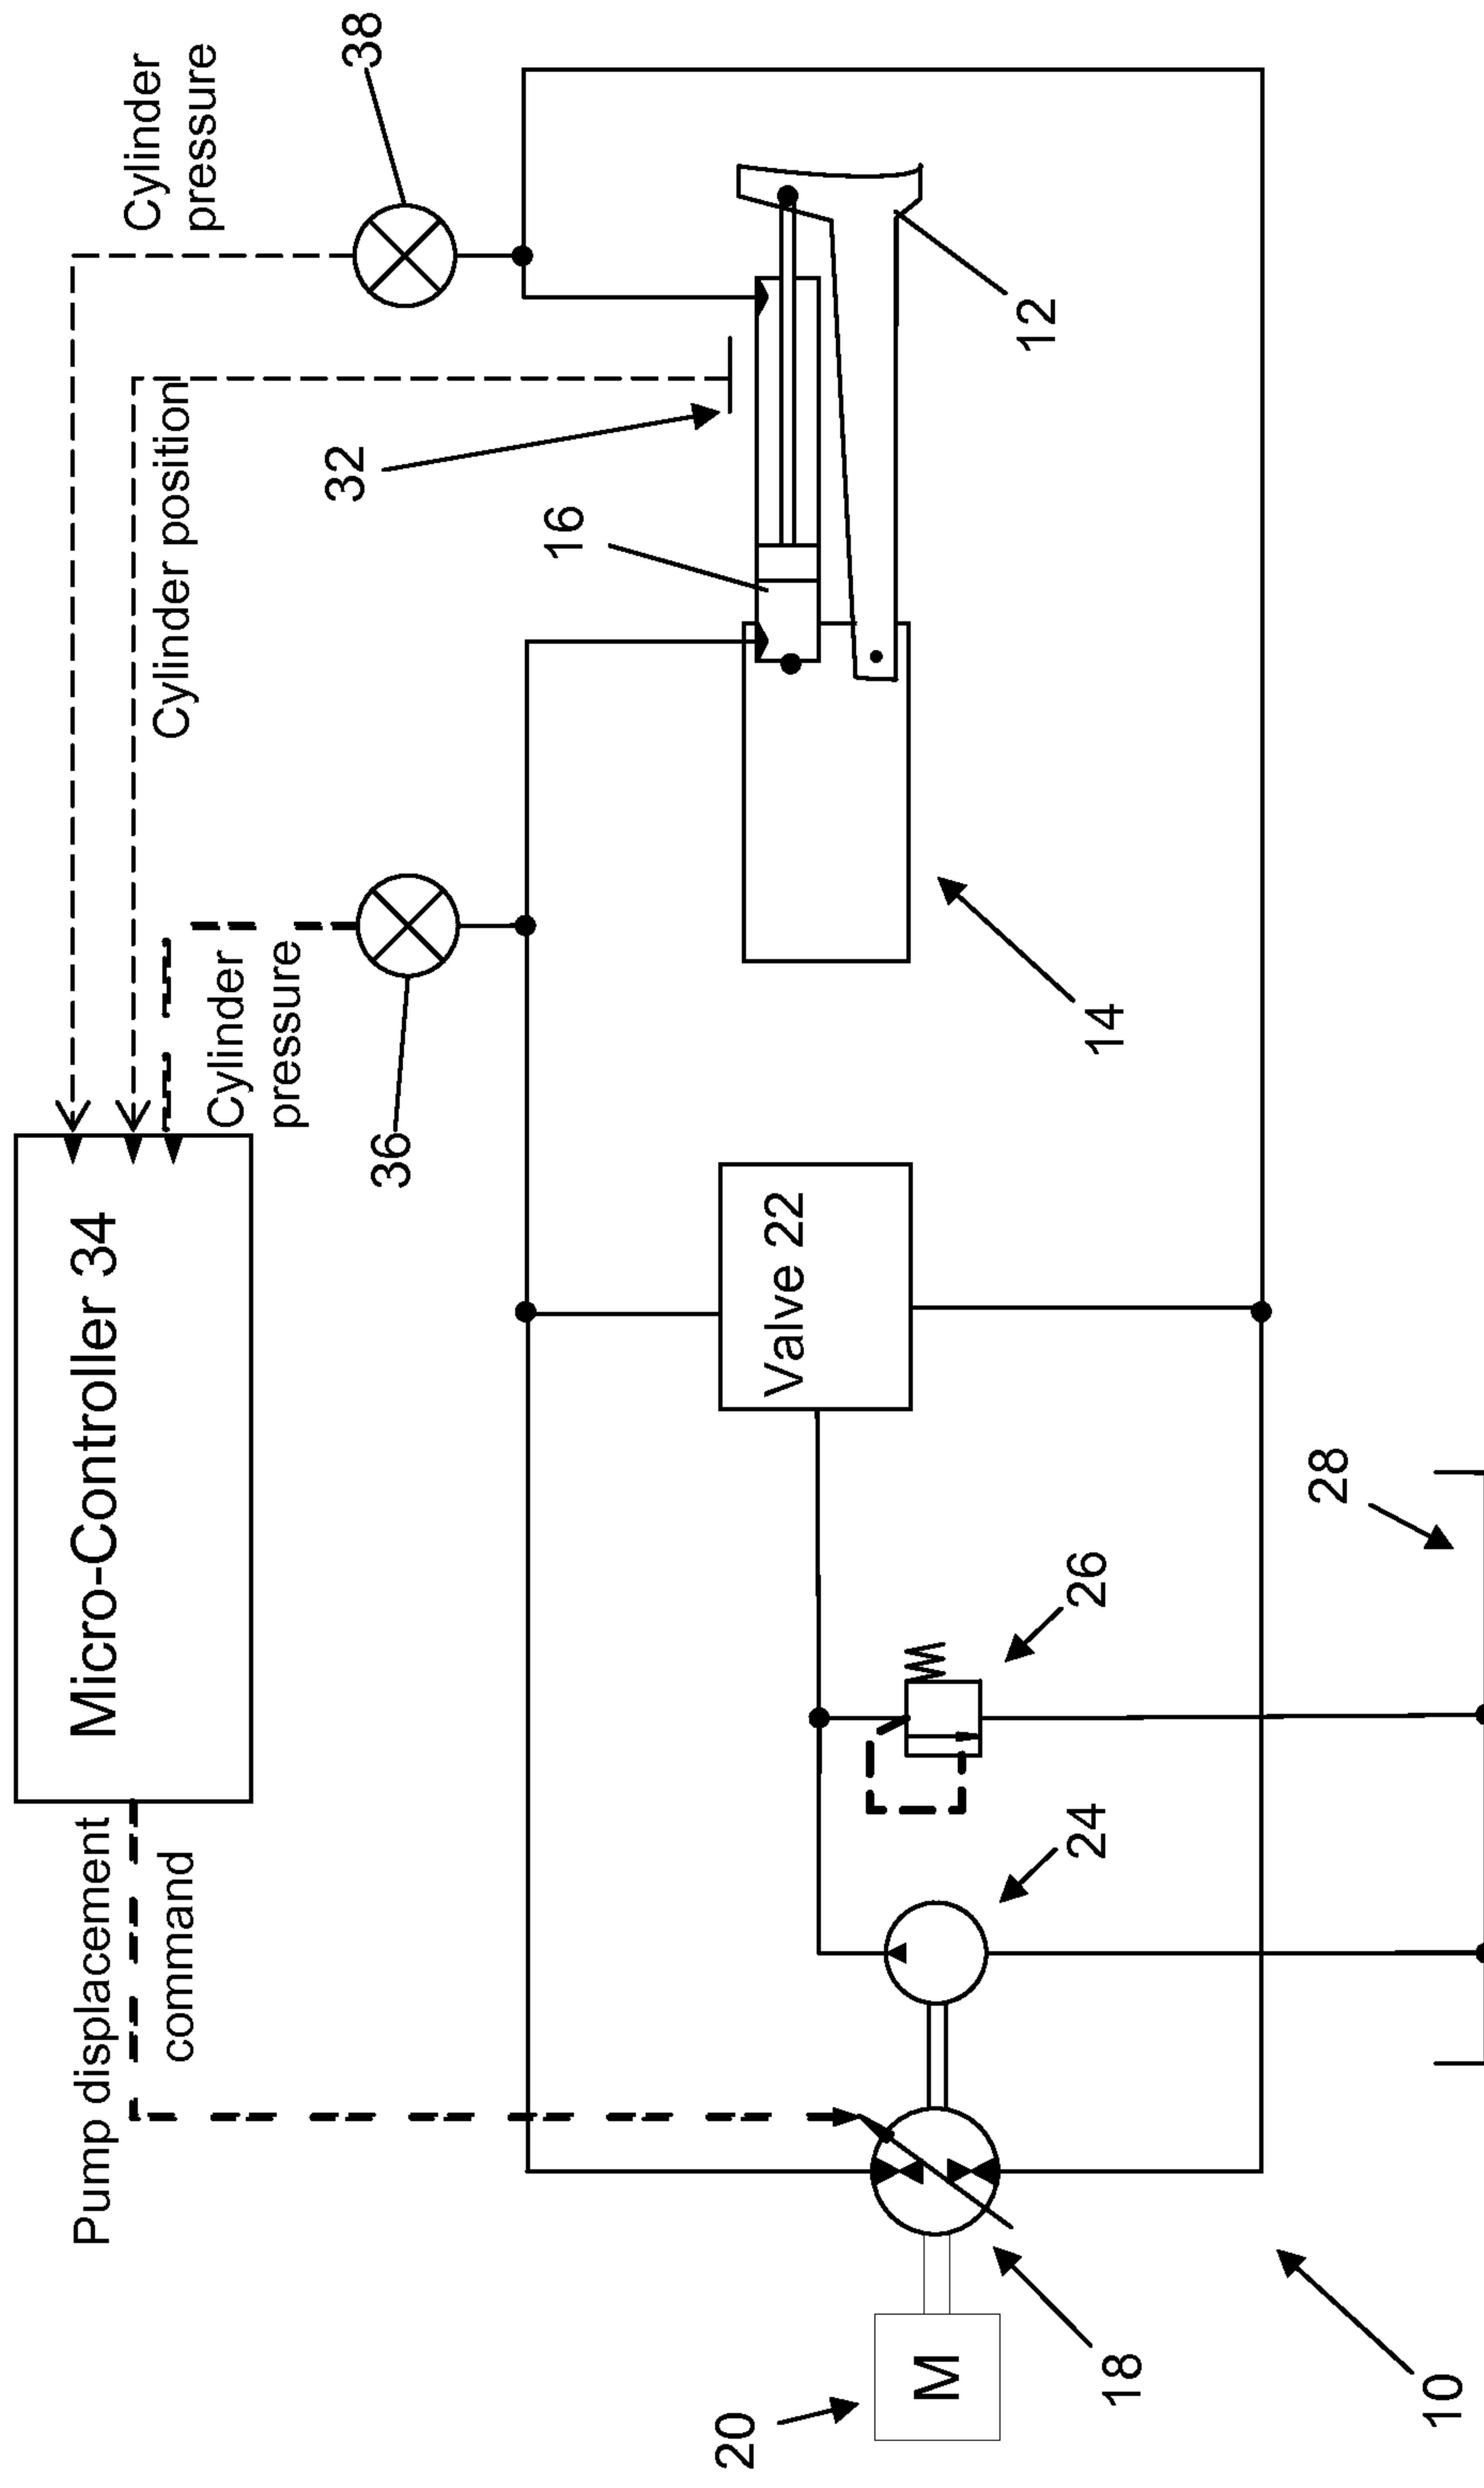 Micro-Controller 34
Pump displacement
command
Cylinder
pressure
Cylinder position
Cylinder
pressure
38
32
36
16
12
14
Valve 22
28
26
24
20
M
18
10